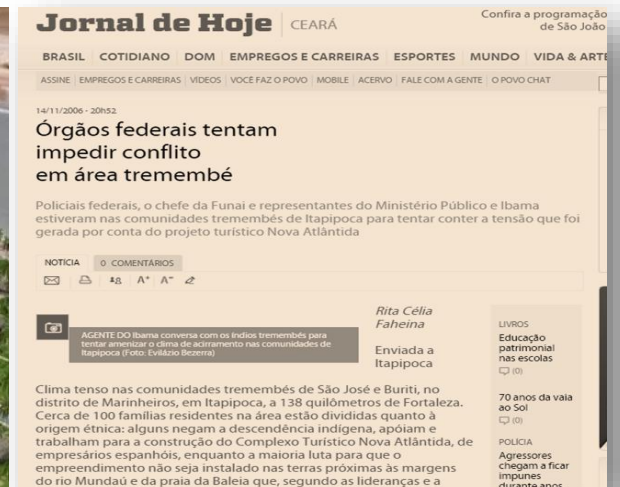 Jornal de Hoje CEARÁ
Confira a programação
de São João
BRASIL COTIDIANO DOM EMPREGOS E CARREIRAS ESPORTES MUNDO VIDA & ARTE
ASSINE EMPREGOS E CARREIRAS VÍDEOS VOCÊ FAZ O POVO MOBILE ACERVO FALE COM A GENTE O POVO CHAT
14/11/2006 - 20h52
Órgãos federais tentam
impedir conflito
em área tremembé
Policiais federais, o chefe da Funai e representantes do Ministério Público e Ibama
estiveram nas comunidades tremembés de Itapipoca para tentar conter a tensão que foi
gerada por conta do projeto turístico Nova Atlântida
NOTÍCIA 0 COMENTÁRIOS
A+ A-
AGENTE DO Ibama conversa com os índios tremembés para
tentar amenizar o clima de acirramento nas comunidades de
Itapipoca (Foto: Evilázio Bezerra)
Rita Célia
Faheina
Enviada a
Itapipoca
Clima tenso nas comunidades tremembés de São José e Buriti, no
distrito de Marinheiros, em Itapipoca, a 138 quilômetros de Fortaleza.
Cerca de 100 famílias residentes na área estão divididas quanto à
origem étnica: alguns negam a descendência indígena, apóiam e
trabalham para a construção do Complexo Turístico Nova Atlântida, de
empresários espanhóis, enquanto a maioria luta para que o
empreendimento não seja instalado nas terras próximas às margens
do rio Mundaú e da praia da Baleia que, segundo as lideranças e a
LIVROS
Educação
patrimonial
nas escolas
(0)
70 anos da vaia
ao Sol
(0)
POLÍCIA
Agressores
chegam a ficar
impunes
durante anos